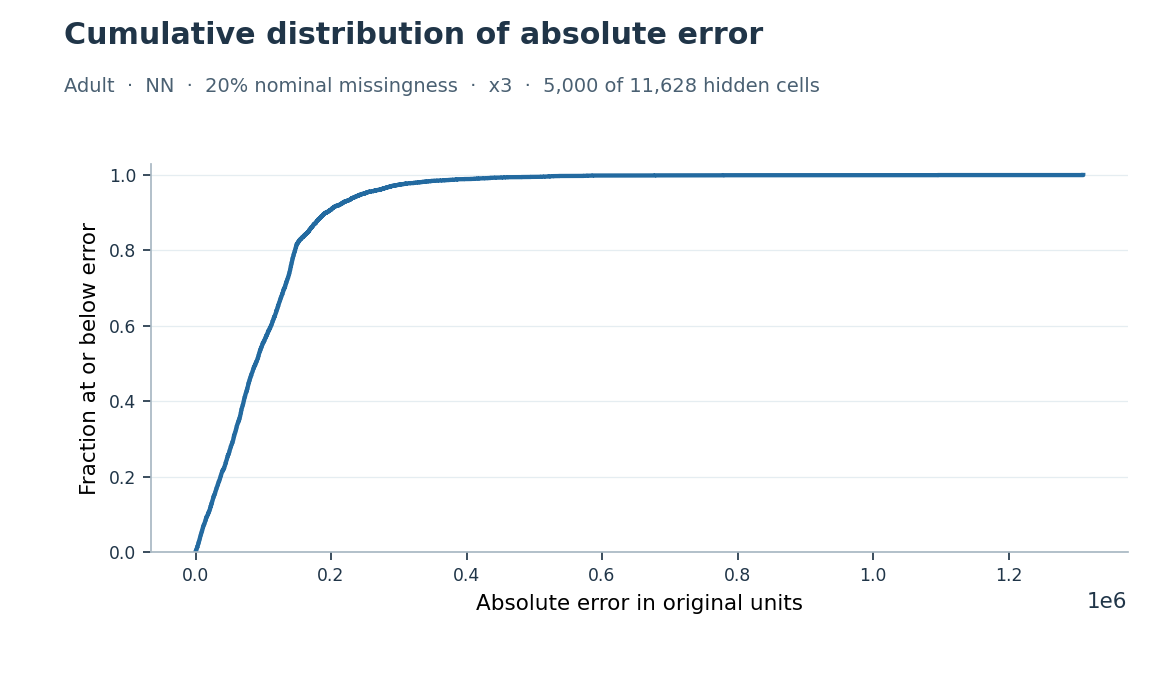 Cumulative distribution of absolute error
Adult · NN · 20% nominal missingness · x3 · 5,000 of 11,628 hidden cells
Fraction at or below error
1.0
0.8
0.6
0.4
0.2
0.0
0.0 0.2 0.4 0.6 0.8 1.0 1.2
Absolute error in original units
1e6